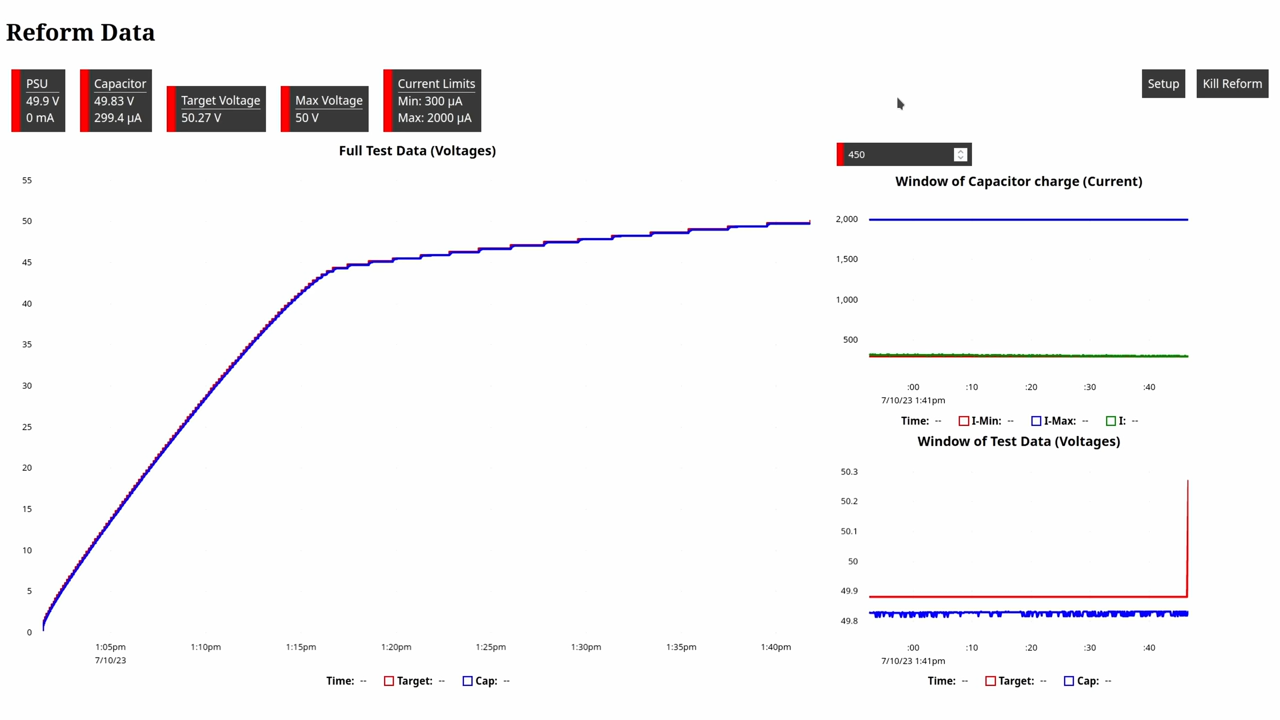 Reform Data
PSU
49.9 V
0 mA
Capacitor
49.83 V
299.4 µA
Target Voltage
50.27 V
Max Voltage
50 V
Current Limits
Min: 300 µA
Max: 2000 µA
Setup
Kill Reform
Full Test Data (Voltages)
55
50
45
40
35
30
25
20
15
10
5
0
1:05pm 1:10pm 1:15pm 1:20pm 1:25pm 1:30pm 1:35pm 1:40pm
7/10/23
Time: -- Target: -- Cap: --
450
Window of Capacitor charge (Current)
2,000
1,500
1,000
500
:00 :10 :20 :30 :40
7/10/23 1:41pm
Time: -- I-Min: -- I-Max: -- I: --
Window of Test Data (Voltages)
50.3
50.2
50.1
50
49.9
49.8
:00 :10 :20 :30 :40
7/10/23 1:41pm
Time: -- Target: -- Cap: --